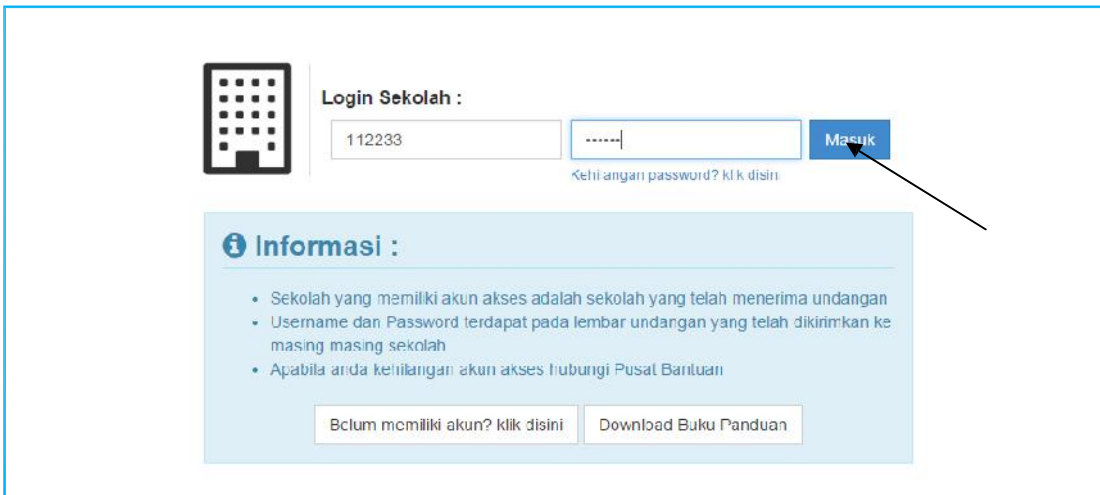 Login Sekolah :
112233
------
Masuk
Kehilangan password? klik disini
Informasi :
• Sekolah yang memiliki akun akses adalah sekolah yang telah menerima undangan
• Username dan Password terdapat pada lembar undangan yang telah dikirimkan ke
masing masing sekolah
• Apabila anda kehilangan akun akses hubungi Pusat Bantuan
Belum memiliki akun? klik disini
Download Buku Panduan